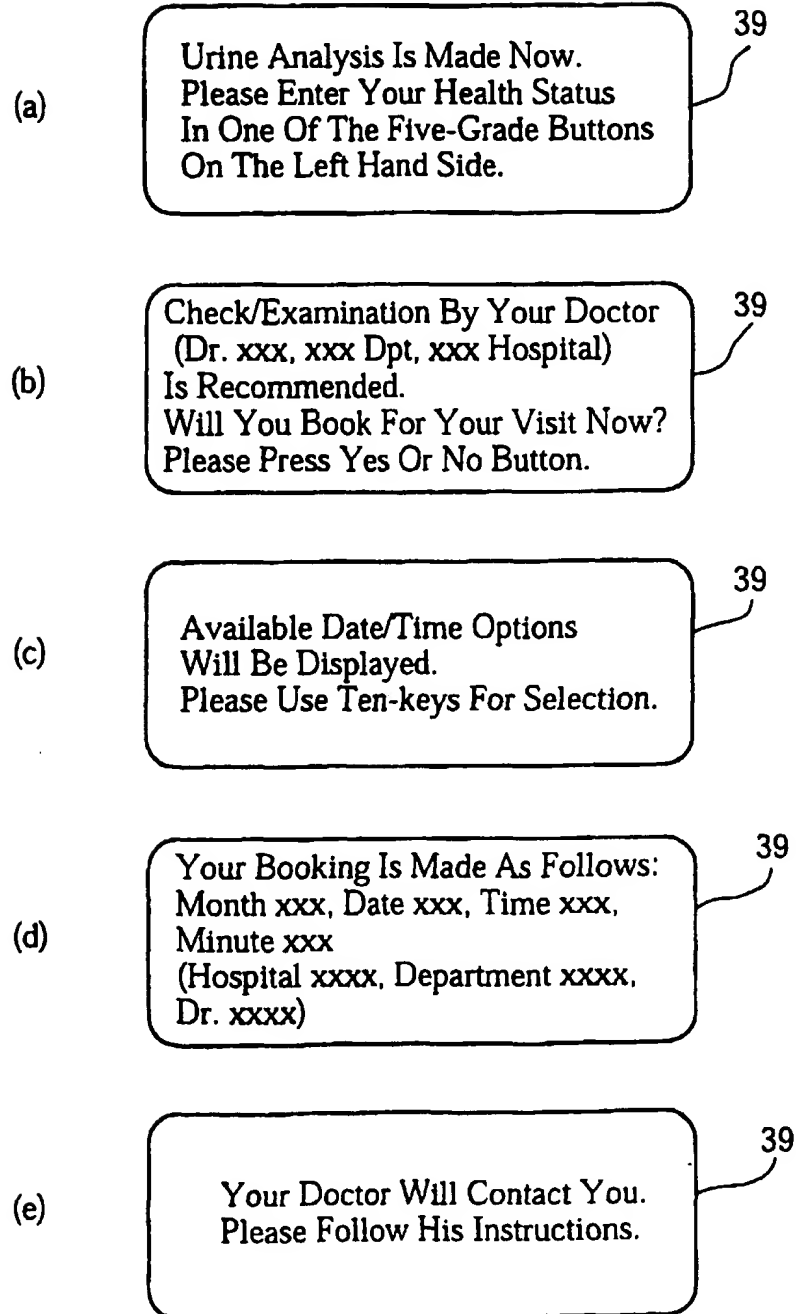 39
(a)
Urine Analysis Is Made Now.
Please Enter Your Health Status
In One Of The Five-Grade Buttons
On The Left Hand Side.
39
(b)
Check/Examination By Your Doctor
(Dr. xxx, xxx Dpt, xxx Hospital)
Is Recommended.
Will You Book For Your Visit Now?
Please Press Yes Or No Button.
39
(c)
Available Date/Time Options
Will Be Displayed.
Please Use Ten-keys For Selection.
39
(d)
Your Booking Is Made As Follows:
Month xxx, Date xxx, Time xxx,
Minute xxx
(Hospital xxxx, Department xxxx,
Dr. xxxx)
39
(e)
Your Doctor Will Contact You.
Please Follow His Instructions.